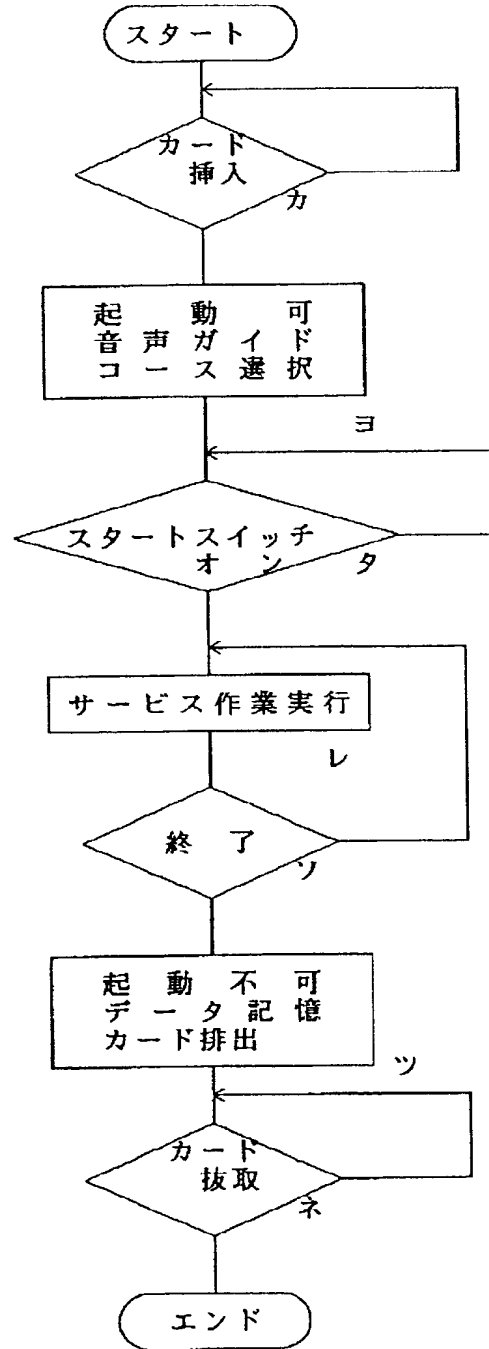 スタート
カード
挿入
カ
起動可
音声ガイド
コース選択
ヨ
スタートスイッチ
オン
タ
サービス作業実行
レ
終了
ソ
起動不可
データ記憶
カード排出
ツ
カード
抜取
ネ
エンド